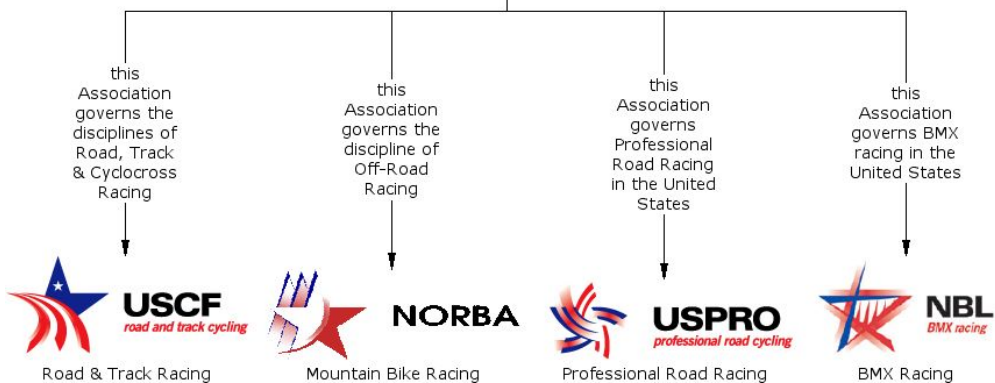 this
Association
governs the
disciplines of
Road, Track
& Cyclocross
Racing
this
Association
governs the
discipline of
Off-Road
Racing
this
Association
governs
Professional
Road Racing
in the United
States
this
Association
governs BMX
racing in the
United States
USCF
road and track cycling
Road & Track Racing
NORBA
Mountain Bike Racing
USPRO
professional road cycling
Professional Road Racing
NBL
BMX racing
BMX Racing